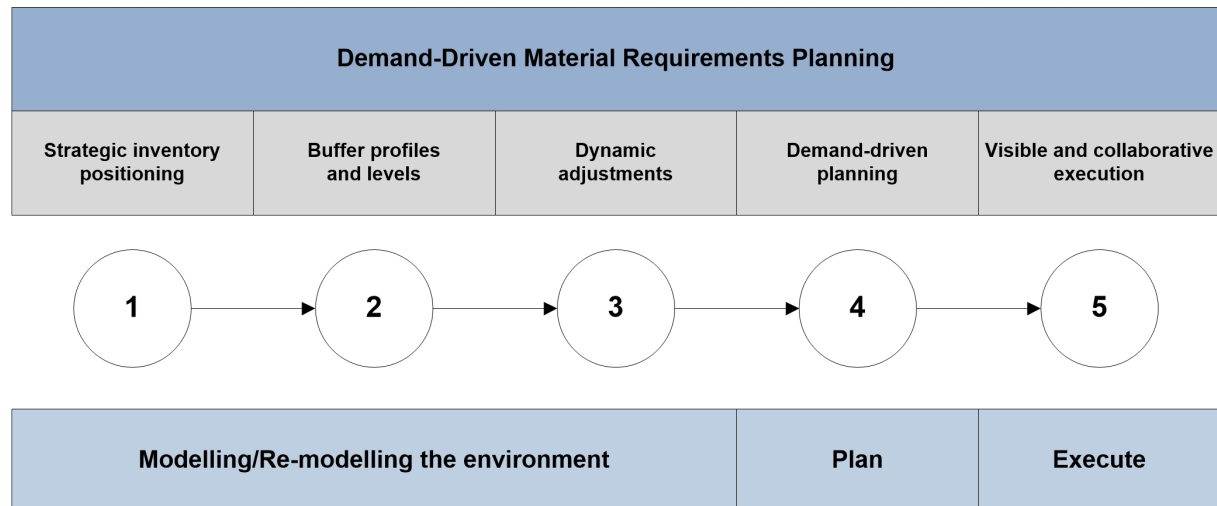 Demand-Driven Material Requirements Planning
Strategic inventory
positioning
Buffer profiles
and levels
Dynamic
adjustments
Demand-driven
planning
Visible and collaborative
execution
1
2
3
4
5
Modelling/Re-modelling the environment
Plan
Execute